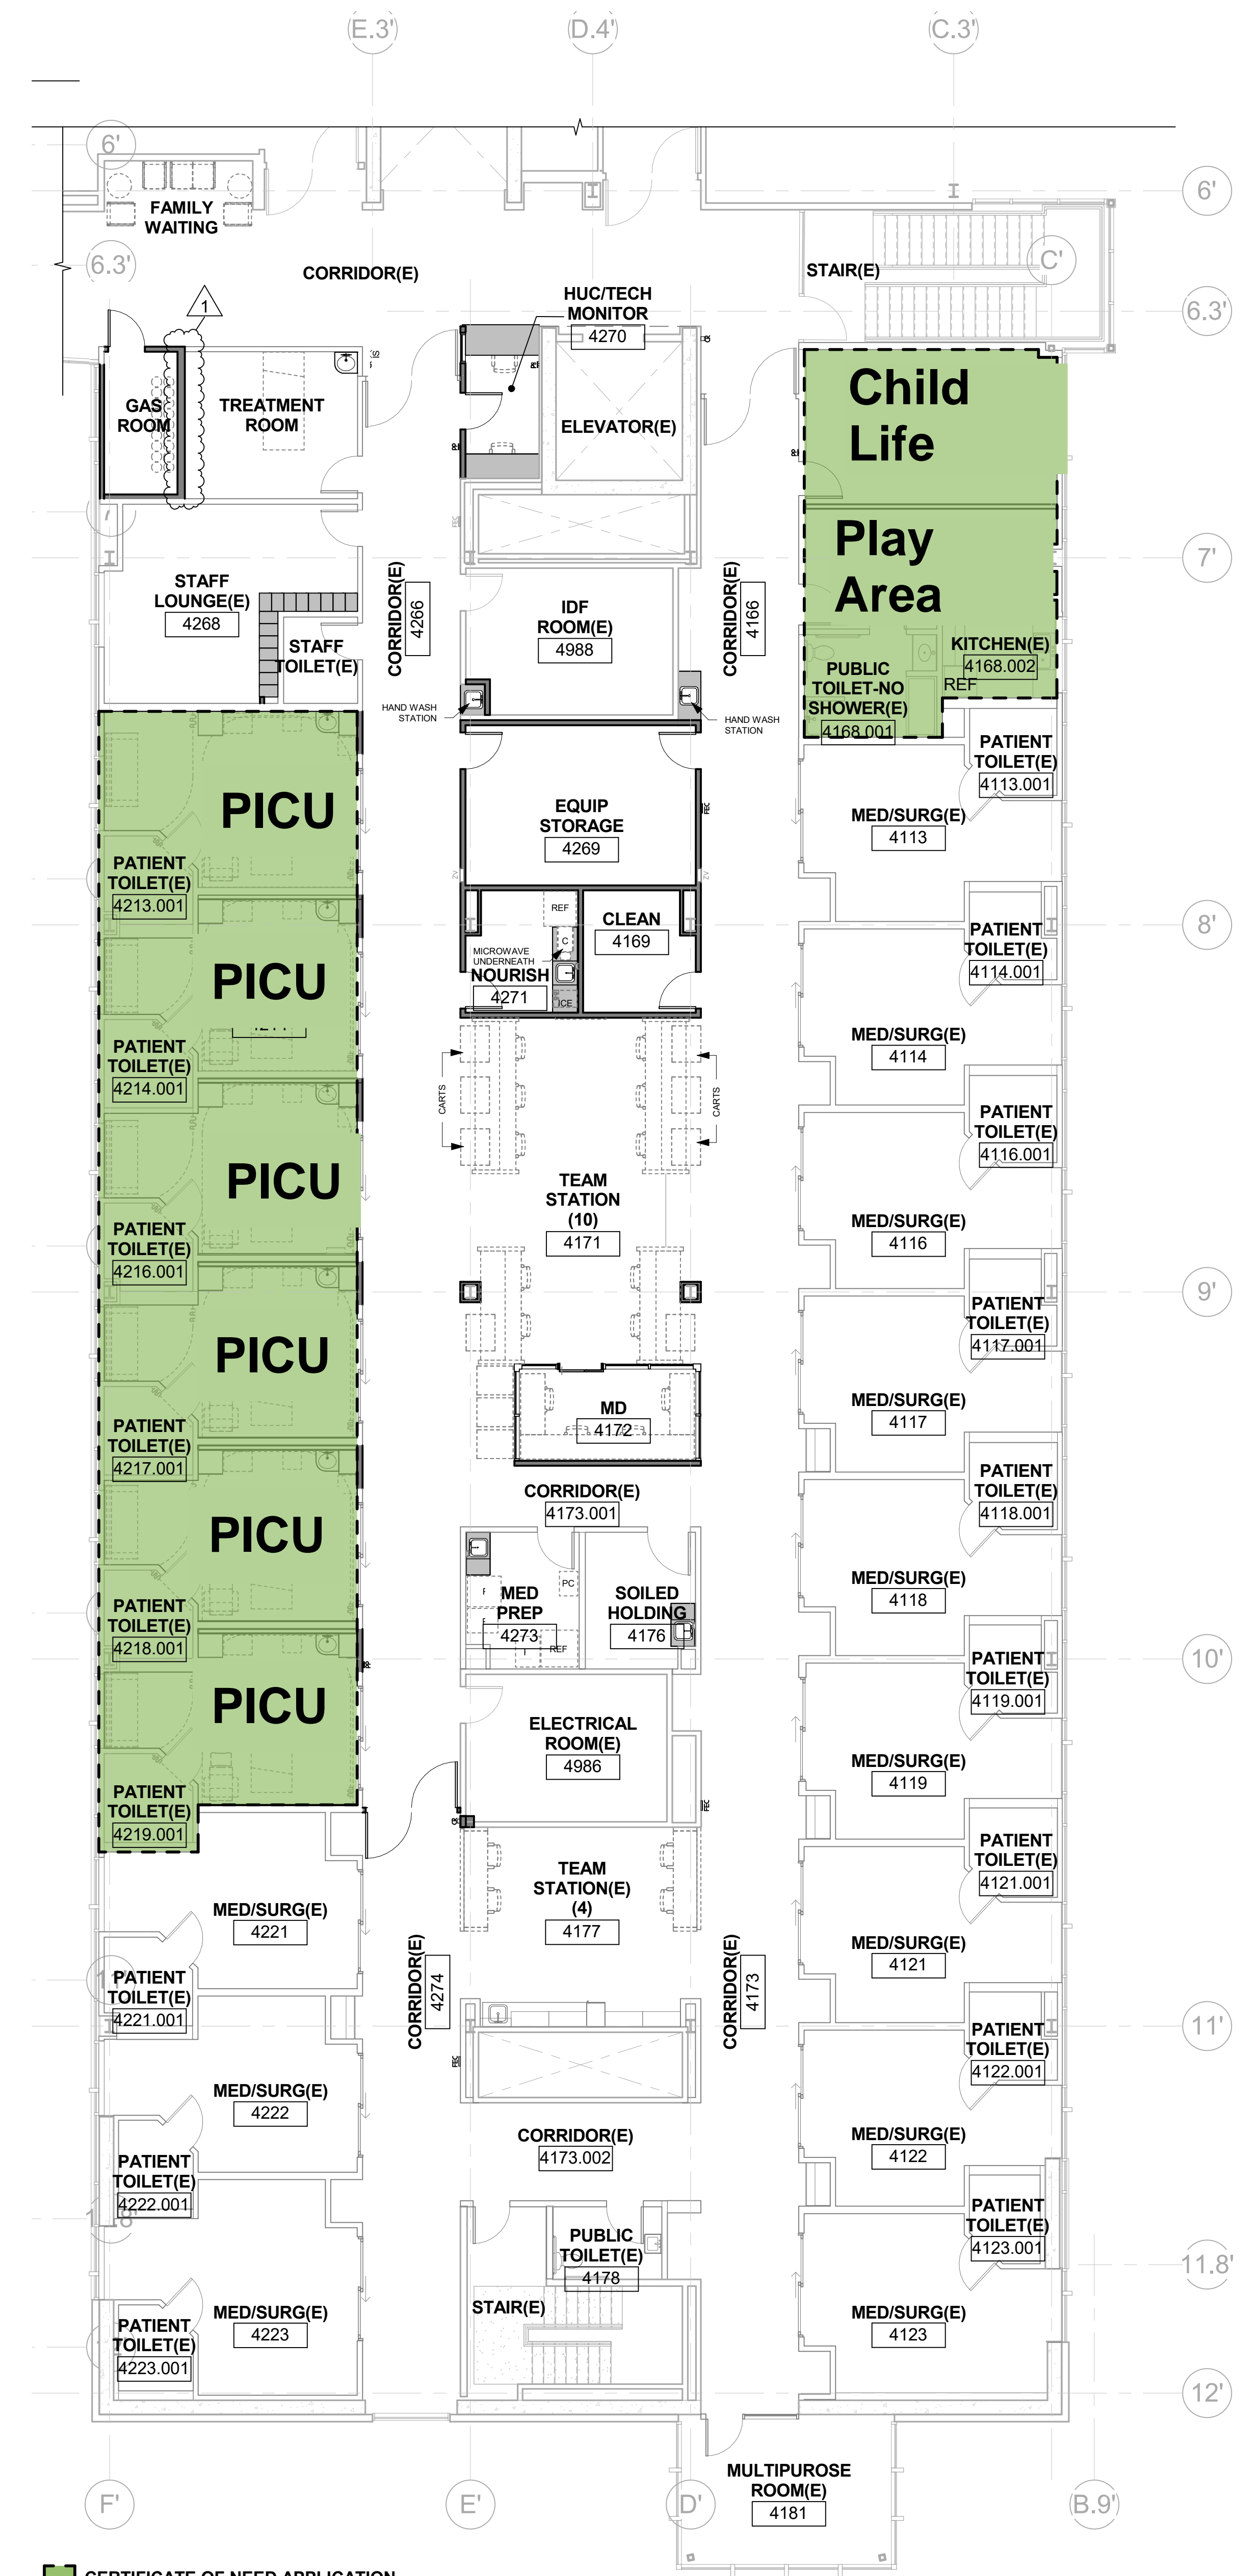 E.3'
D.4'
C.3'
6'
6'
FAMILY
WAITING
6.3'
CORRIDOR(E)
STAIR(E)
C'
6.3'
1
HUC/TECH
MONITOR
4270
GAS
ROOM
TREATMENT
ROOM
ELEVATOR(E)
Child
Life
Play
Area
7'
FEC
STAFF
LOUNGE(E)
4268
STAFF
TOILET(E)
CORRIDOR(E)
4266
IDF
ROOM(E)
4988
CORRIDOR(E)
4166
KITCHEN(E)
4168.002
REF
PUBLIC
TOILET-NO
SHOWER(E)
4168.001
HAND WASH
STATION
HAND WASH
STATION
PICU
PATIENT
TOILET(E)
4213.001
EQUIP
STORAGE
4269
FEC
ZV
ZV
PATIENT
TOILET(E)
4113.001
MED/SURG(E)
4113
8'
REF
C
MICROWAVE
UNDERNEATH
NOURISH
4271
ICE
CLEAN
4169
PICU
PATIENT
TOILET(E)
4214.001
PATIENT
TOILET(E)
4114.001
MED/SURG(E)
4114
CARTS
CARTS
PICU
PATIENT
TOILET(E)
4216.001
TEAM
STATION
(10)
4171
PATIENT
TOILET(E)
4116.001
MED/SURG(E)
4116
9'
PICU
PATIENT
TOILET(E)
4217.001
MD
4172
PATIENT
TOILET(E)
4117.001
MED/SURG(E)
4117
CORRIDOR(E)
4173.001
PICU
PATIENT
TOILET(E)
4218.001
MED
PREP
4273
PC
REF
SOILED
HOLDING
4176
PATIENT
TOILET(E)
4118.001
MED/SURG(E)
4118
10'
PICU
PATIENT
TOILET(E)
4219.001
ELECTRICAL
ROOM(E)
4986
FEC
PATIENT
TOILET(E)
4119.001
MED/SURG(E)
4119
TEAM
STATION(E)
(4)
4177
MED/SURG(E)
4221
PATIENT
TOILET(E)
4221.001
CORRIDOR(E)
4274
CORRIDOR(E)
4173
PATIENT
TOILET(E)
4121.001
MED/SURG(E)
4121
11'
FEC
MED/SURG(E)
4222
PATIENT
TOILET(E)
4222.001
CORRIDOR(E)
4173.002
PATIENT
TOILET(E)
4122.001
MED/SURG(E)
4122
PUBLIC
TOILET(E)
4178
STAIR(E)
PATIENT
TOILET(E)
4123.001
11.8'
MED/SURG(E)
4223
PATIENT
TOILET(E)
4223.001
MED/SURG(E)
4123
12'
MULTIPUROSE
ROOM(E)
4181
F'
E'
D'
B.9'
CERTIFICATE OF NEED APPLICATION